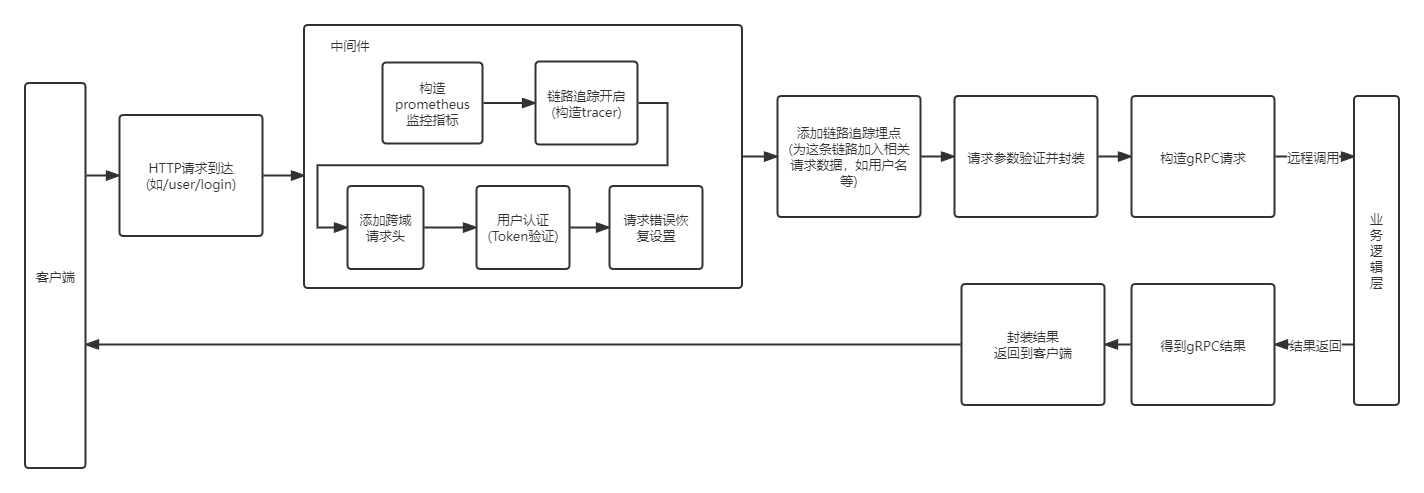 中间件
构造
prometheus
监控指标
链路追踪开启
(构造tracer)
添加跨域
请求头
用户认证
(Token验证)
请求错误恢
复设置
客户端
HTTP请求到达
(如/user/login)
添加链路追踪埋点
(为这条链路加入相关
请求数据，如用户名
等)
请求参数验证并封装
构造gRPC请求
远程调用
业
务
逻
辑
层
结果返回
得到gRPC结果
封装结果
返回到客户端